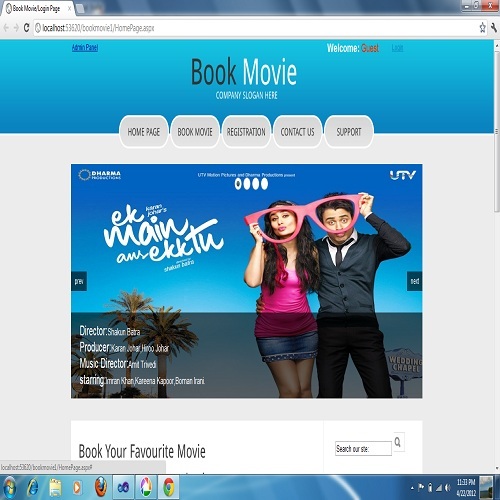 Book Movie/Login Page
localhost:53620/bookmovie1/HomePage.aspx
Admin Panel
Welcome: Guest
Login
Book Movie
COMPANY SLOGAN HERE
HOME PAGE
BOOK MOVIE
REGISTRATION
CONTACT US
SUPPORT
DHARMA
PRODUCTIONS
UTV Motion Pictures and Dharma Productions present
UTV
karan
johar's
ek
main
aur ekk tu
shakun batra
prev
next
WEDDING
CHAPEL
Director:Shakun Batra
Producer:Karan Johar,Hiroo Johar
Music Director:Amit Trivedi
starring:Imran Khan,Kareena Kapoor,Boman Irani.
Book Your Favourite Movie
Search our site:
localhost:53620/bookmovie1/HomePage.aspx#
11:33 PM
4/22/2012